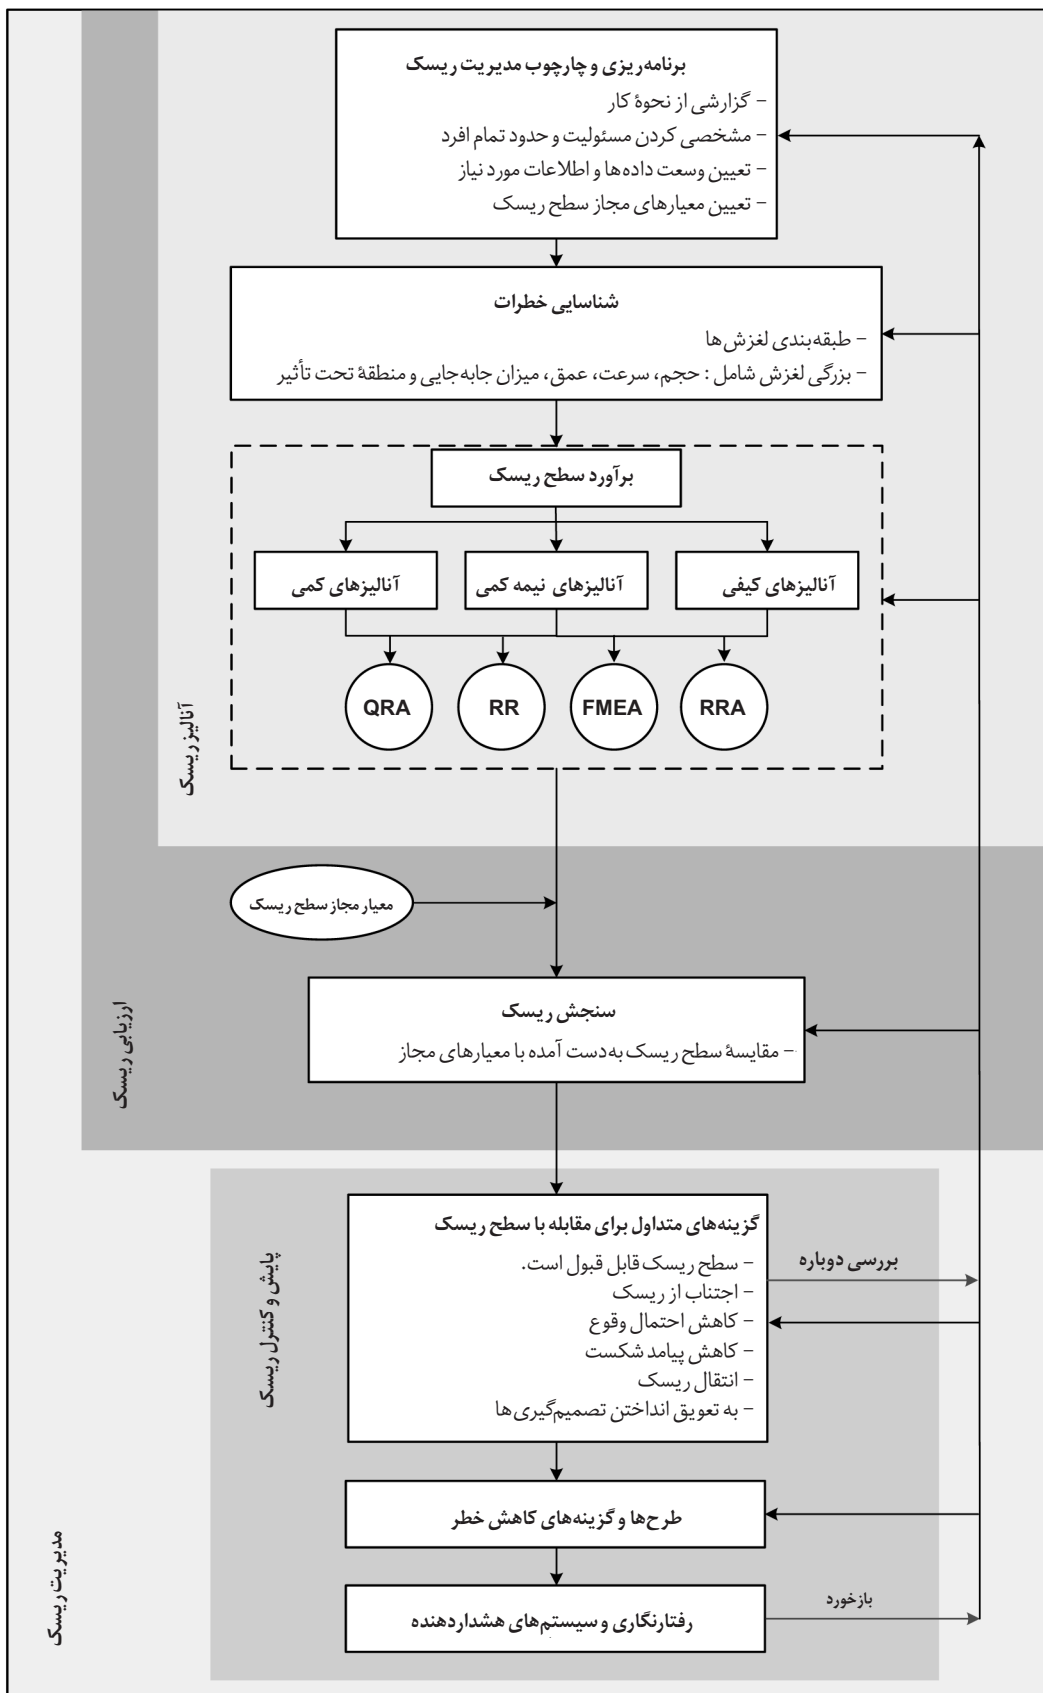 برنامه‌ریزی و چارچوب مدیریت ریسک
- گزارشی از نحوهٔ کار
- مشخصی کردن مسئولیت و حدود تمام افرد
- تعیین وسعت داده‌ها و اطلاعات مورد نیاز
- تعیین معیارهای مجاز سطح ریسک
شناسایی خطرات
- طبقه‌بندی لغزش‌ها
- بزرگی لغزش شامل : حجم، سرعت، عمق، میزان جابه‌جایی و منطقهٔ تحت تأثیر
برآورد سطح ریسک
آنالیزهای کیفی
آنالیزهای نیمه کمی
آنالیزهای کمی
QRA
RR
FMEA
RRA
آنالیز ریسک
معیار مجاز سطح ریسک
سنجش ریسک
- مقایسهٔ سطح ریسک به‌دست آمده با معیارهای مجاز
ارزیابی ریسک
گزینه‌های متداول برای مقابله با سطح ریسک
- سطح ریسک قابل قبول است.
- اجتناب از ریسک
- کاهش احتمال وقوع
- کاهش پیامد شکست
- انتقال ریسک
- به تعویق انداختن تصمیم‌گیری‌ها
بررسی دوباره
پایش و کنترل ریسک
طرح‌ها و گزینه‌های کاهش خطر
رفتارنگاری و سیستم‌های هشداردهنده
بازخورد
مدیریت ریسک